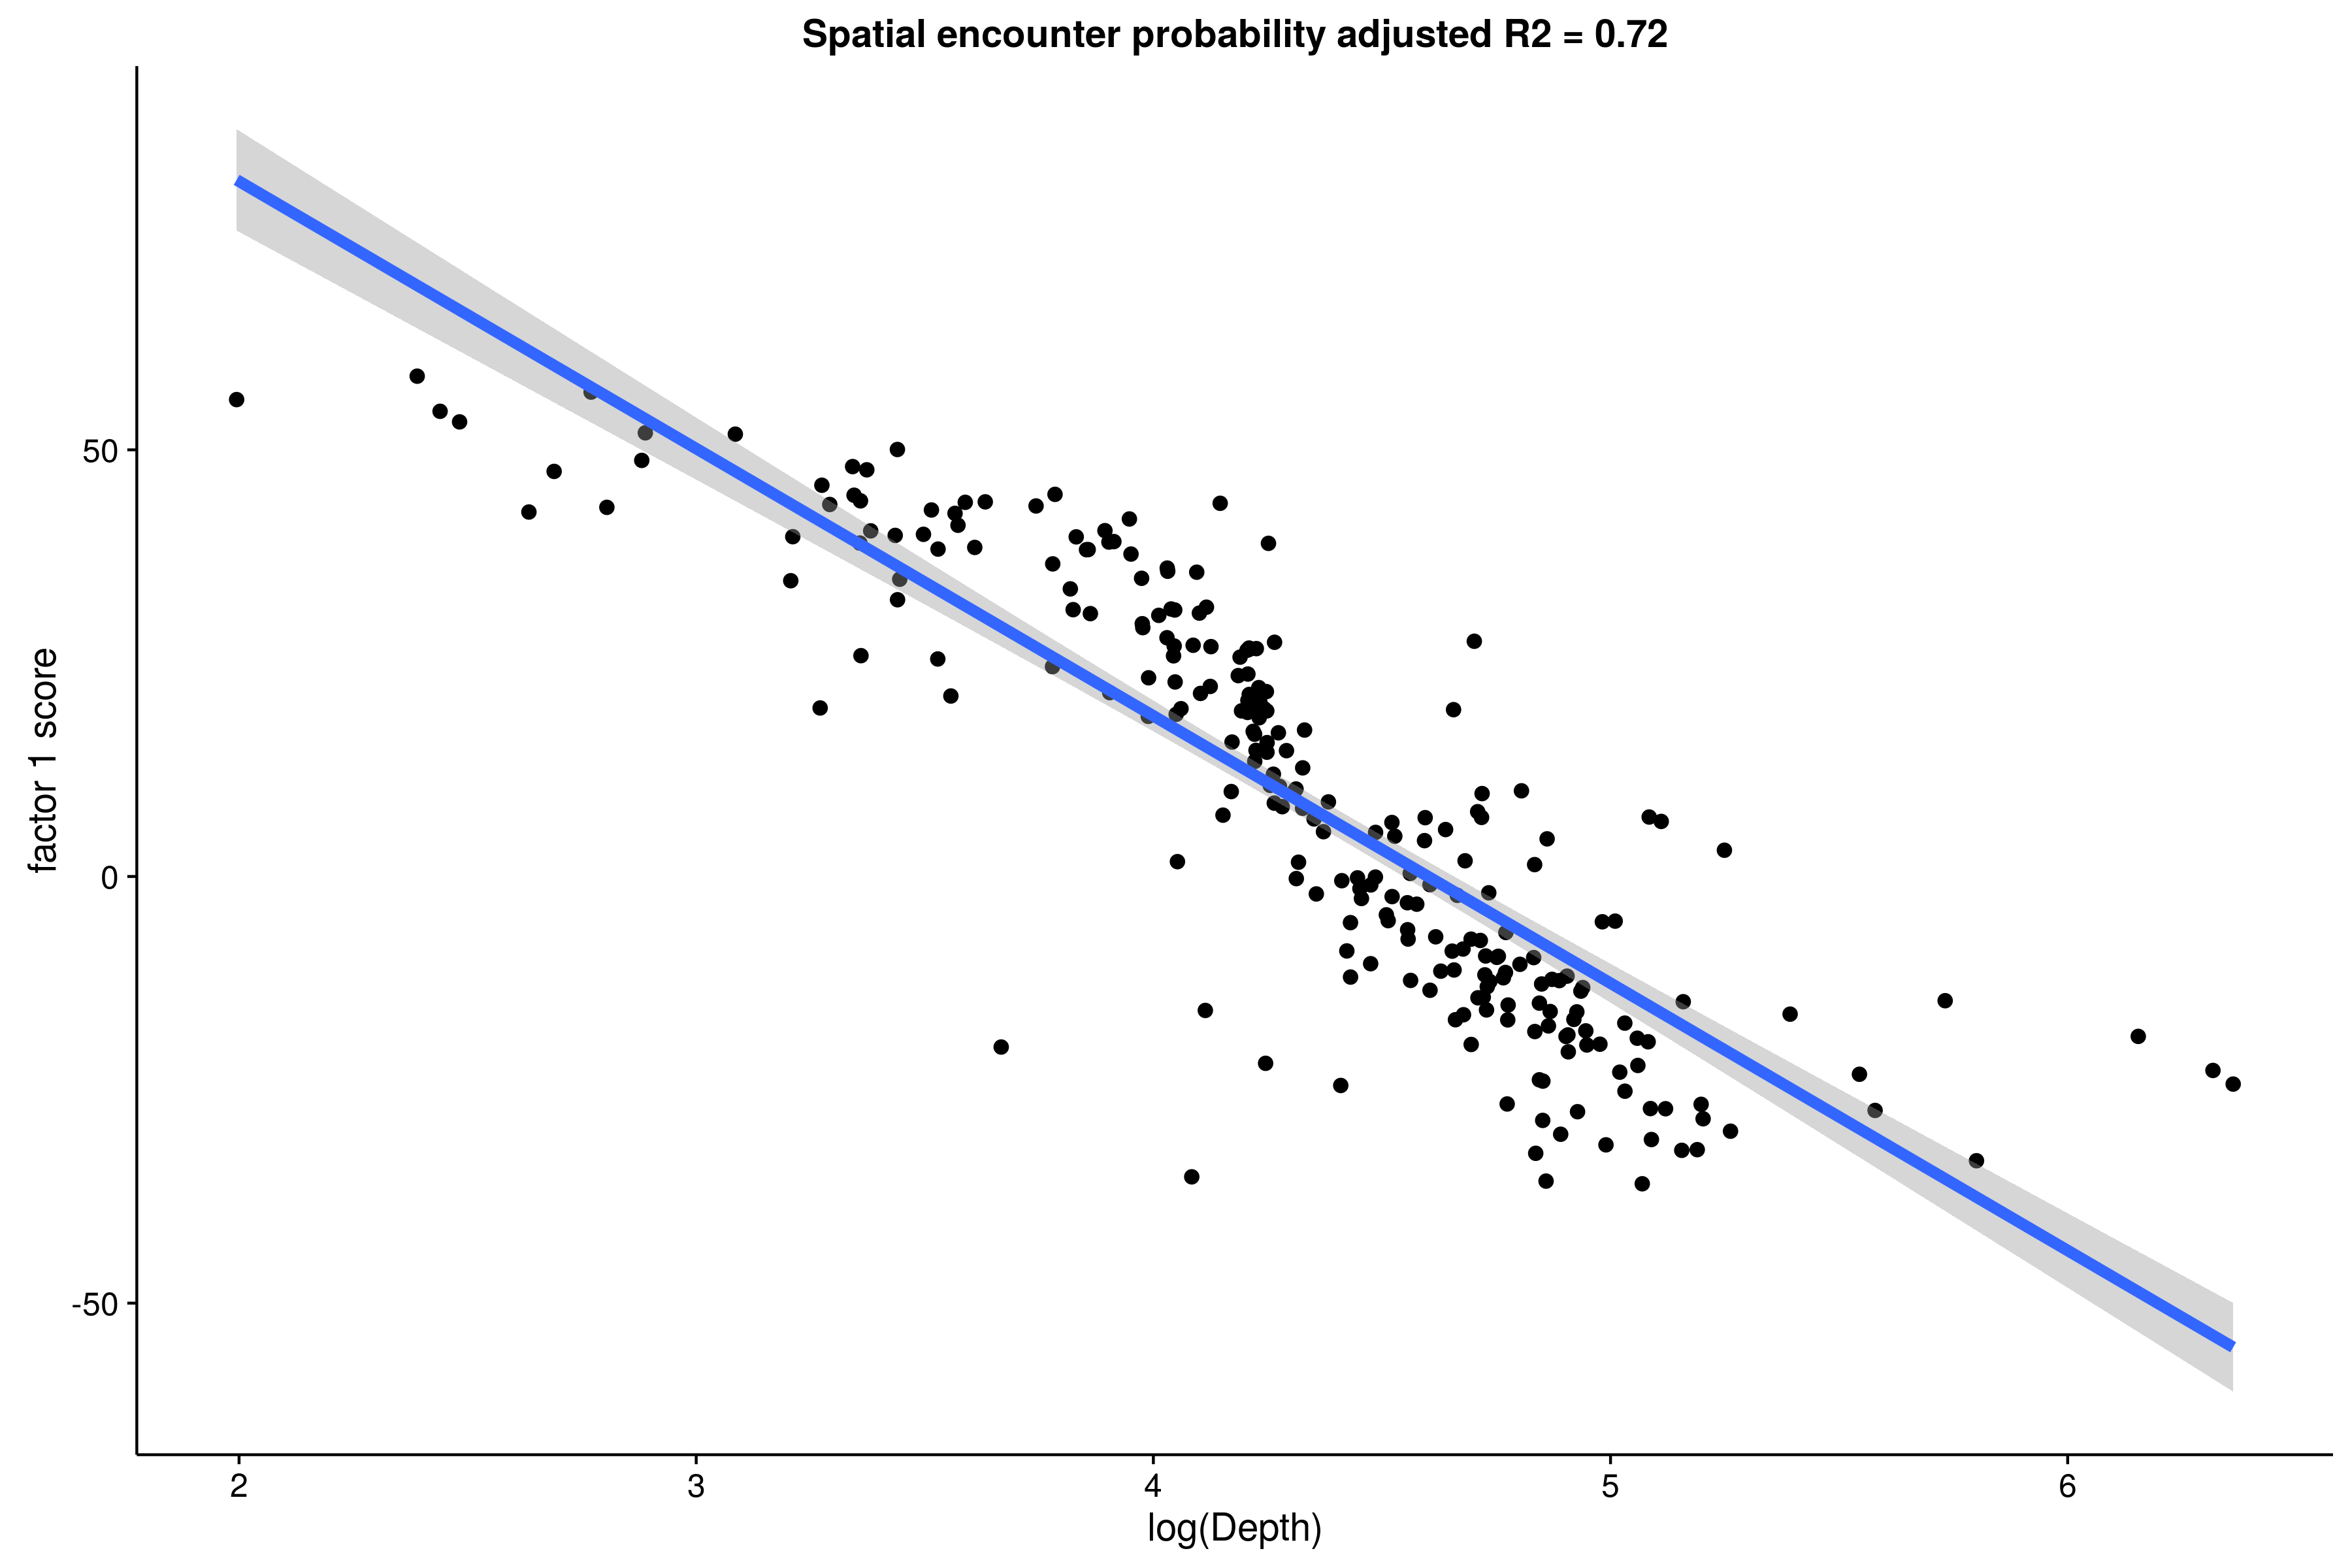 Spatial encounter probability adjusted R2 = 0.72
factor 1 score
50
0
-50
2
3
4
5
6
log(Depth)